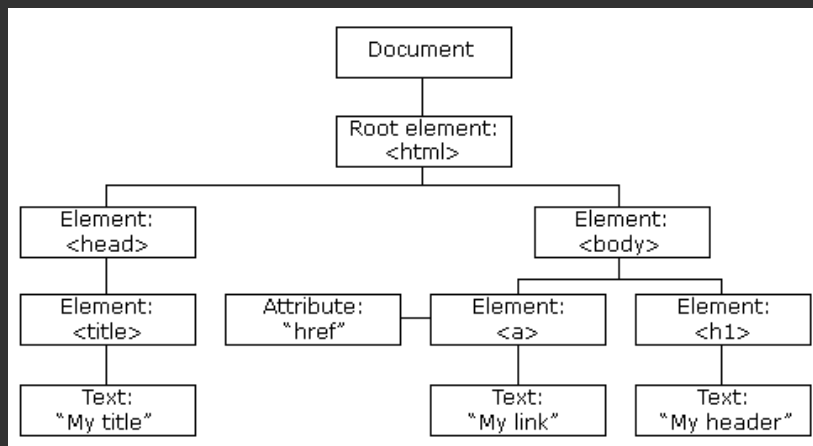 Document
Root element:
<html>
Element:
<head>
Element:
<body>
Element:
<title>
Attribute:
“href”
Element:
<a>
Element:
<h1>
Text:
“My title”
Text:
“My link”
Text:
“My header”